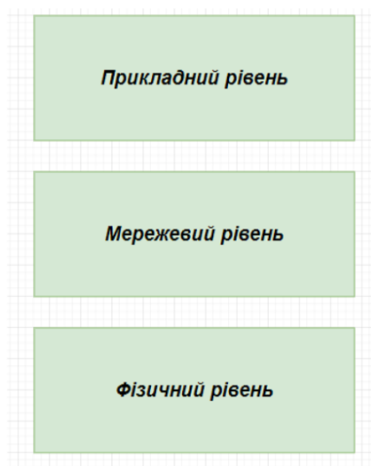 Прикладний рівень
Мережевий рівень
Фізичний рівень